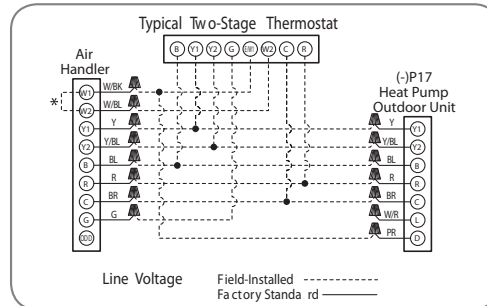 Typical Two-Stage Thermostat
B Y1 Y2 G E/W1 W2 C R
Air
Handler
(-)P17
Heat Pump
Outdoor Unit
*
W1 W/BK
W2 W/BL
Y1 Y Y Y1
Y2 Y/BL Y/BL Y2
B BL BL B
R R R R
C BR BR C
G G W/R L
PR D
Line Voltage
Field-Installed
Factory Standard